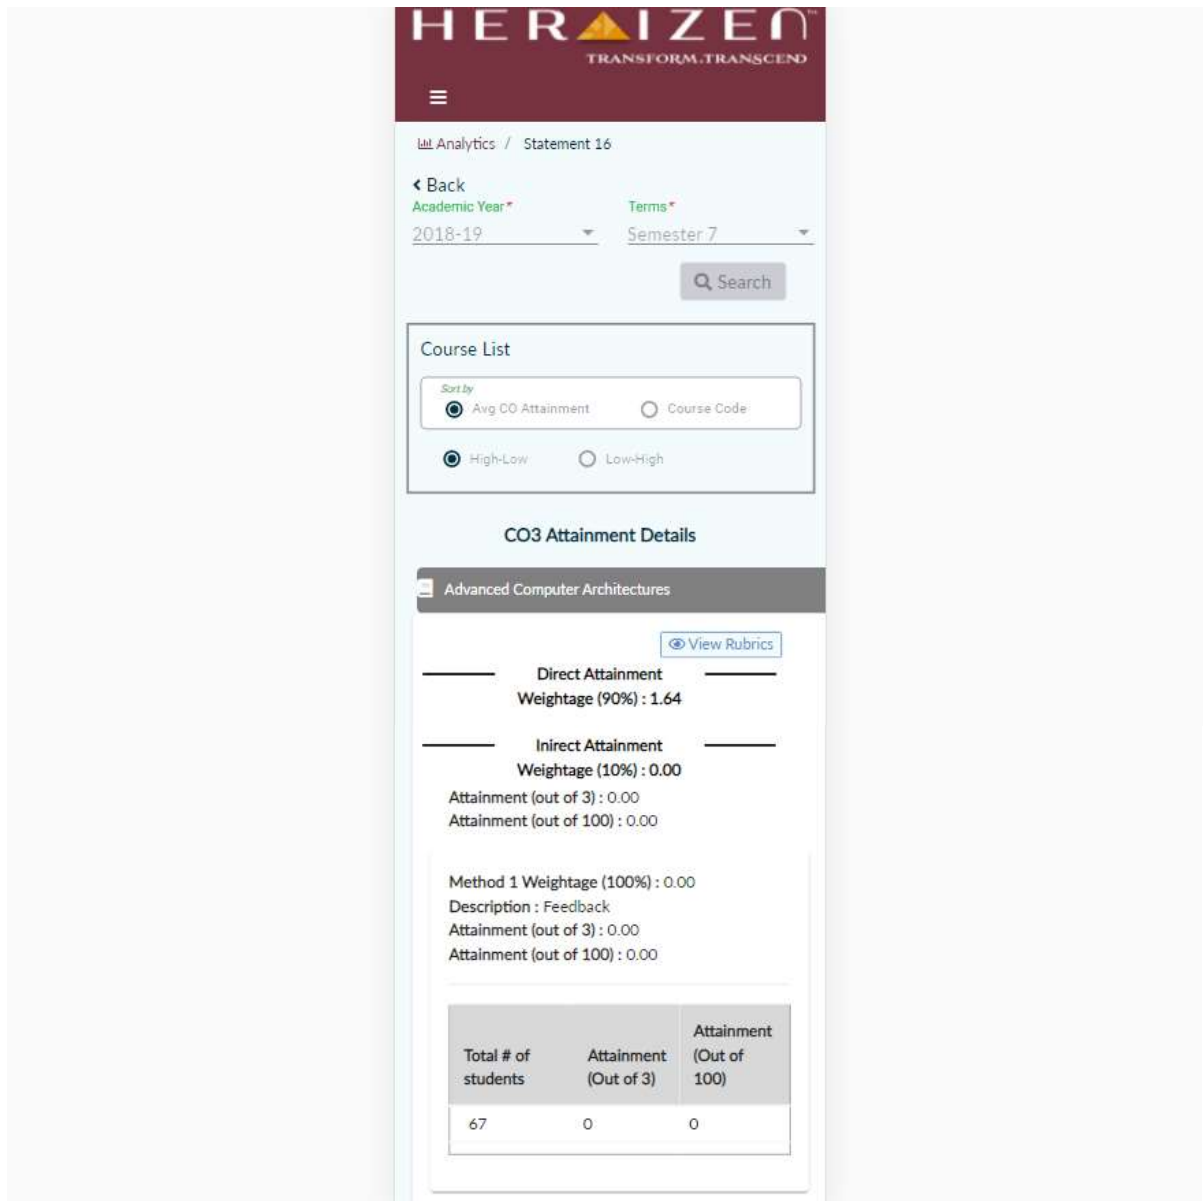 HERAIZEN™
TRANSFORM.TRANSCEND
Analytics / Statement 16
Back
Academic Year* Terms*
2018-19 Semester 7
Search
Course List
Sort by
Avg CO Attainment Course Code
High-Low Low-High
CO3 Attainment Details
Advanced Computer Architectures
View Rubrics
Direct Attainment
Weightage (90%) : 1.64
Inirect Attainment
Weightage (10%) : 0.00
Attainment (out of 3) : 0.00
Attainment (out of 100) : 0.00
Method 1 Weightage (100%) : 0.00
Description : Feedback
Attainment (out of 3) : 0.00
Attainment (out of 100) : 0.00
Total # of students Attainment (Out of 3) Attainment (Out of 100)
67 0 0